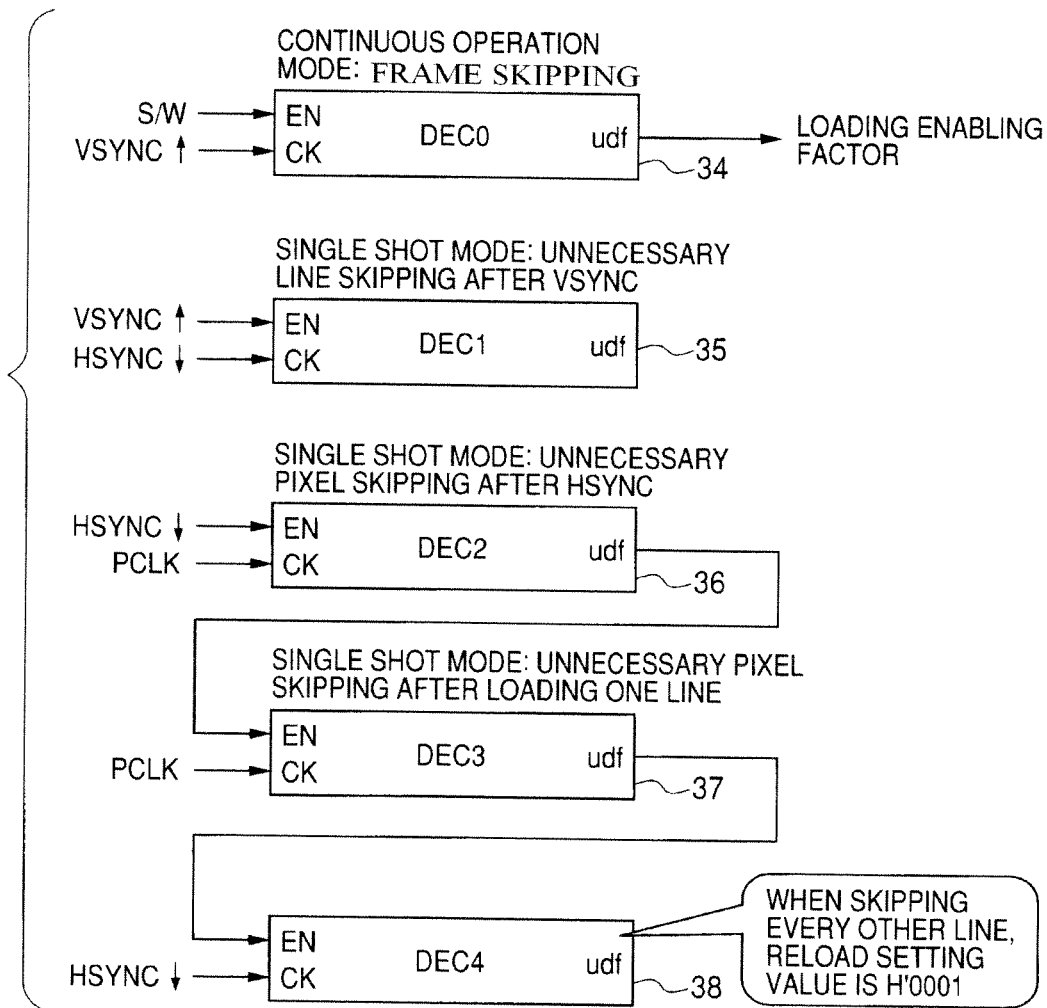 CONTINUOUS OPERATION
MODE: FRAME SKIPPING
S/W
EN
DEC0
udf
LOADING ENABLING
FACTOR
VSYNC ↑
CK
34
SINGLE SHOT MODE: UNNECESSARY
LINE SKIPPING AFTER VSYNC
VSYNC ↑
EN
DEC1
udf
35
HSYNC ↓
CK
SINGLE SHOT MODE: UNNECESSARY
PIXEL SKIPPING AFTER HSYNC
HSYNC ↓
EN
DEC2
udf
PCLK
CK
36
SINGLE SHOT MODE: UNNECESSARY PIXEL
SKIPPING AFTER LOADING ONE LINE
EN
DEC3
udf
PCLK
CK
37
WHEN SKIPPING
EVERY OTHER LINE,
RELOAD SETTING
VALUE IS H'0001
EN
DEC4
udf
HSYNC ↓
CK
38